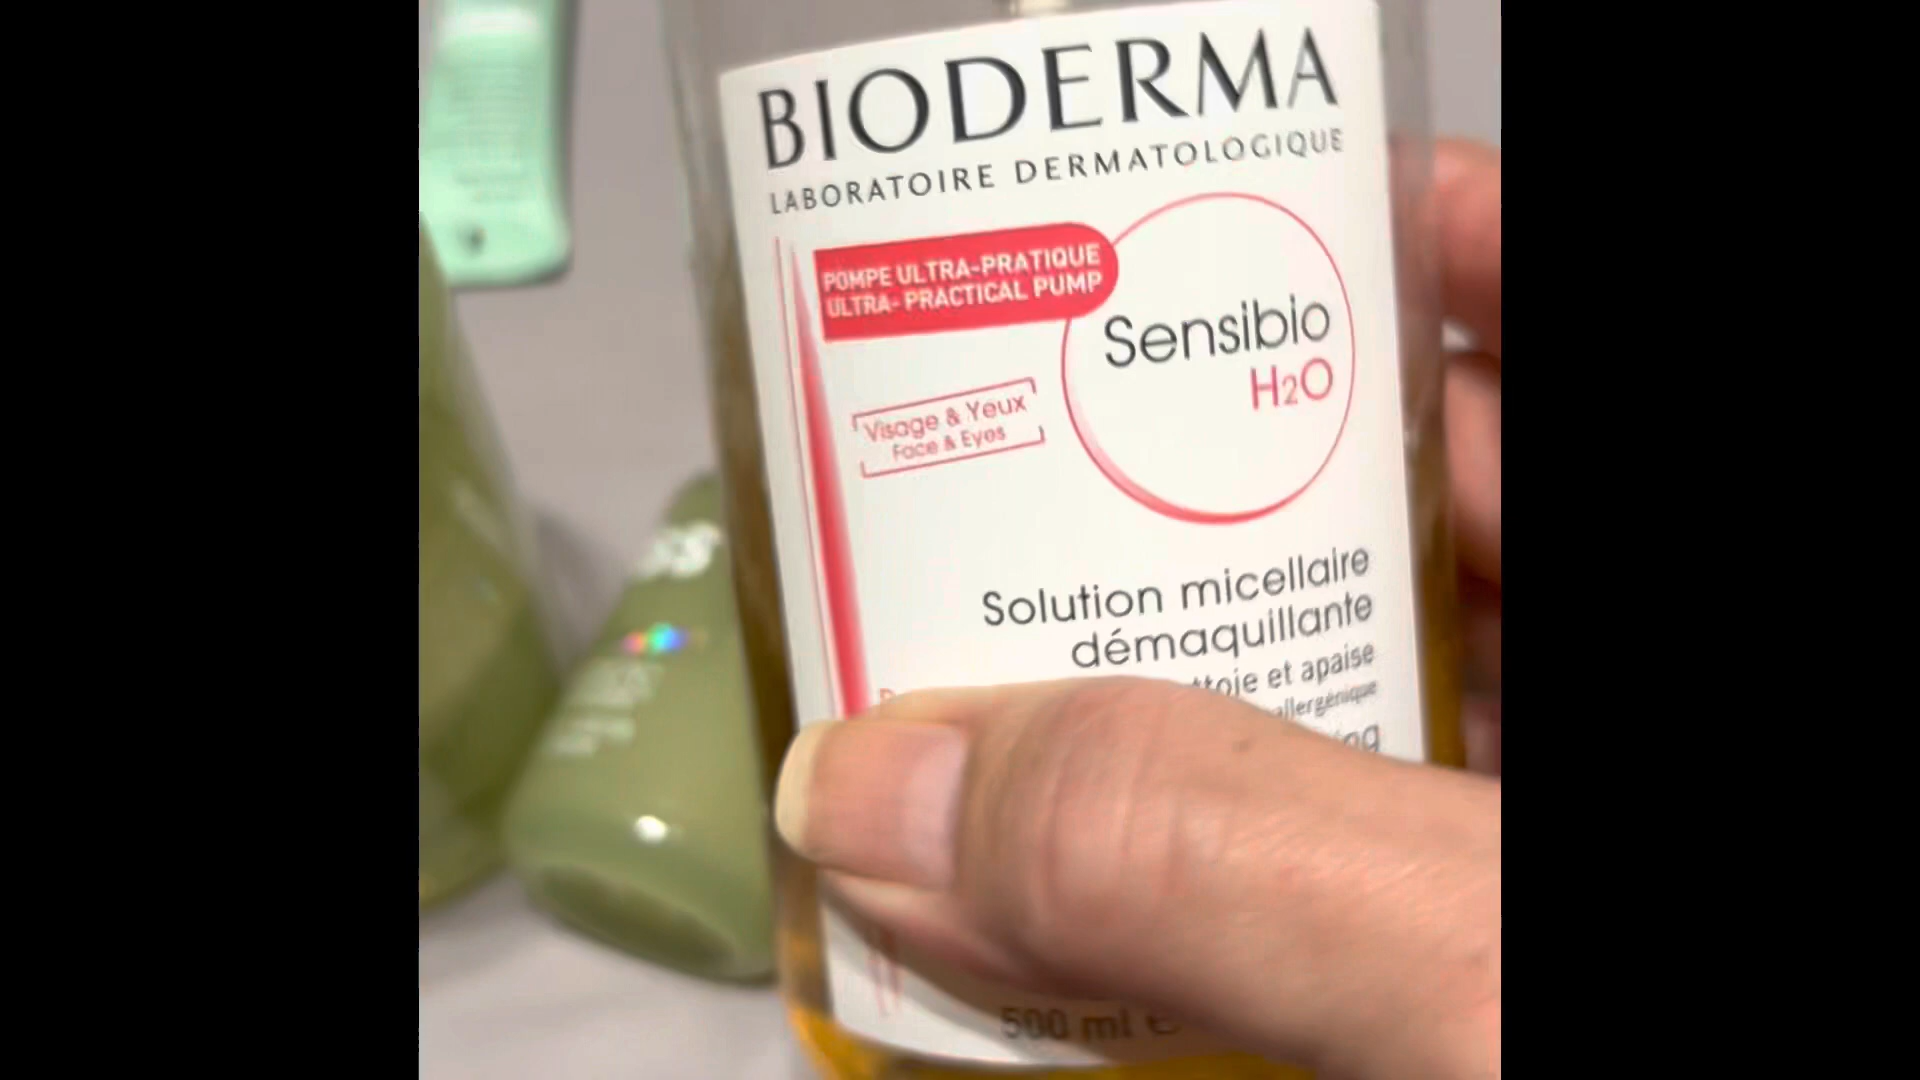 BIODERMA
LABORATOIRE DERMATOLOGIQUE
POMPE ULTRA-PRATIQUE
ULTRA-PRACTICAL PUMP
Sensibio
H2O
Visage & Yeux
Face & Eyes
Solution micellaire
démaquillante
et apaise
500 ml e